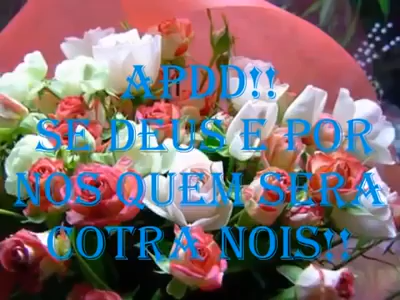 APDD!!
SE DEUS E POR
NOS QUEM SERA
COTRA NOIS!!